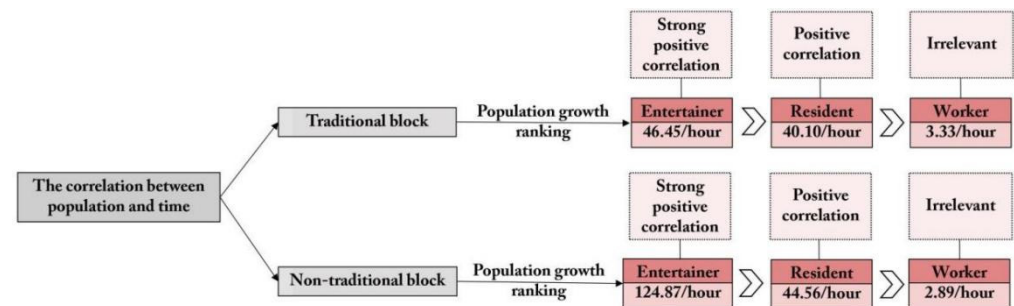 The correlation between
population and time
Traditional block
Population growth
ranking
Strong
positive
correlation
Entertainer
46.45/hour
Positive
correlation
Resident
40.10/hour
Irrelevant
Worker
3.33/hour
Non-traditional block
Population growth
ranking
Strong
positive
correlation
Entertainer
124.87/hour
Positive
correlation
Resident
44.56/hour
Irrelevant
Worker
2.89/hour